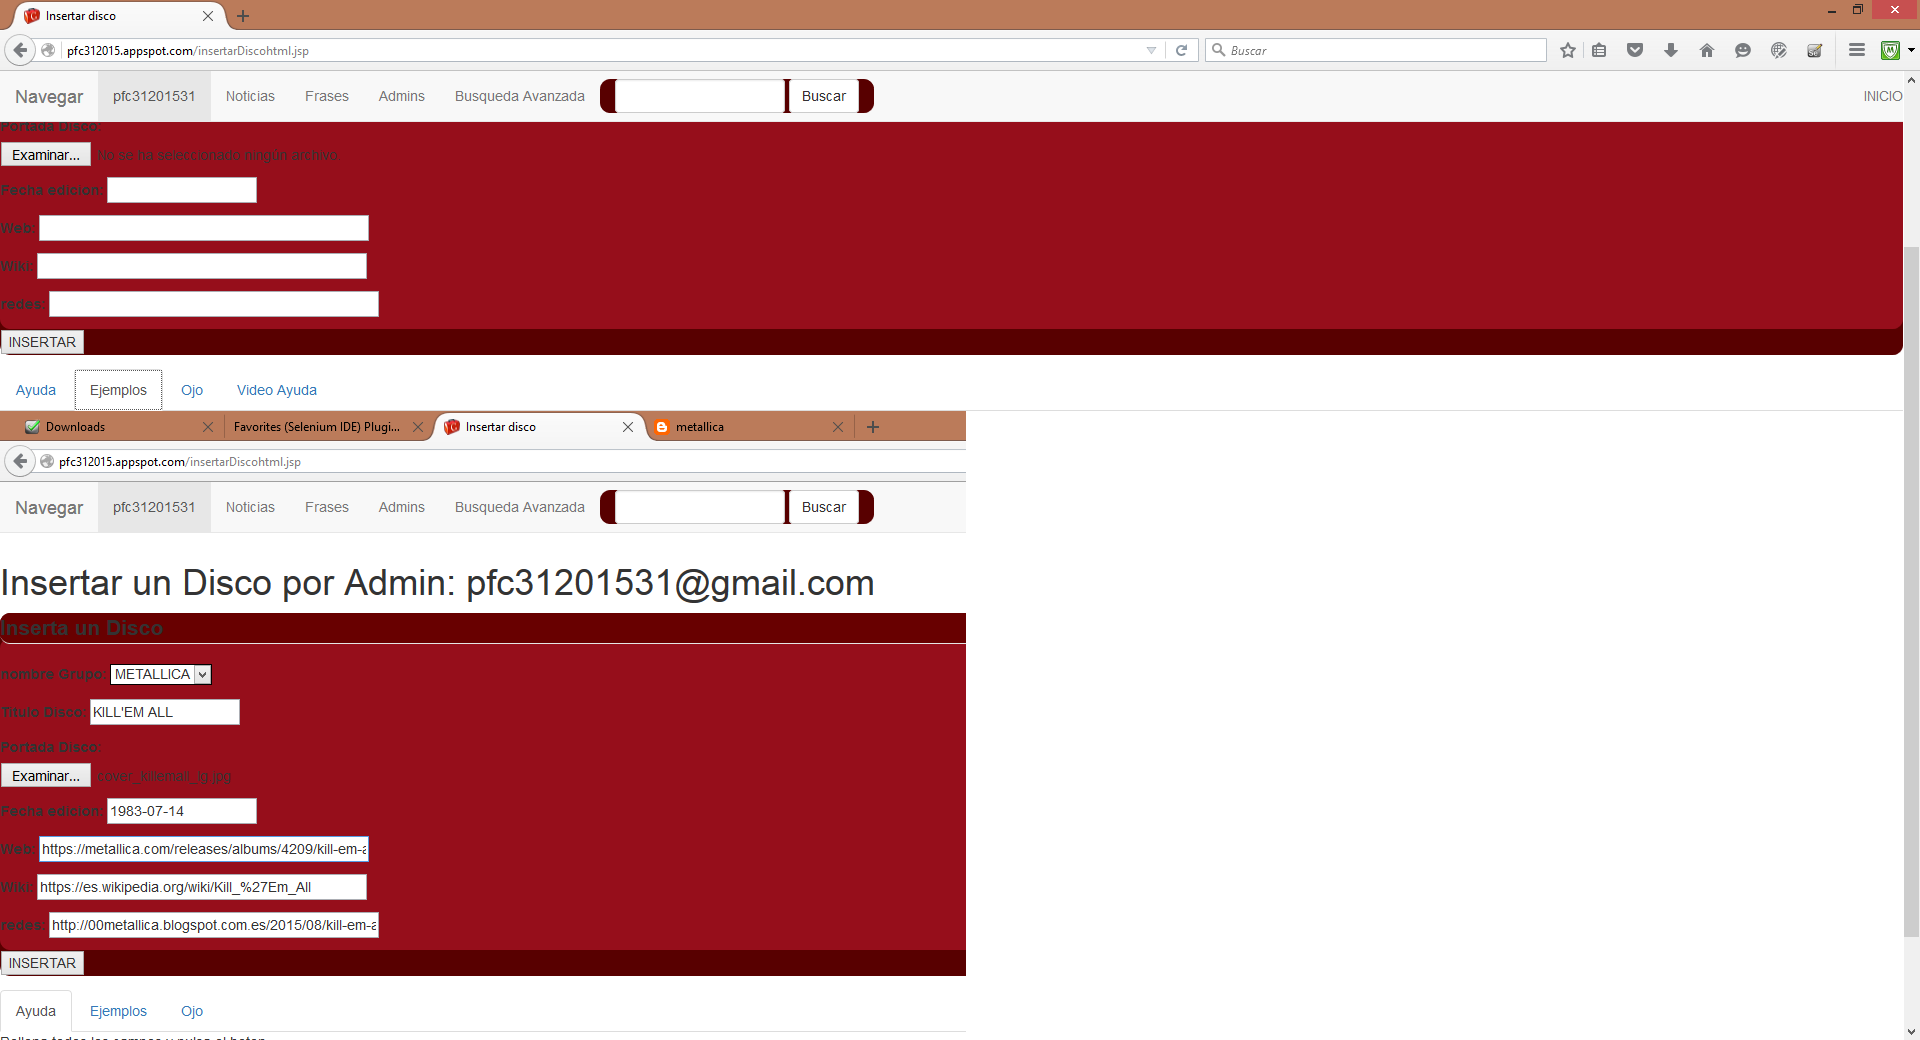 Insertar disco
pfc312015.appspot.com/insertarDiscohtml.jsp
Buscar
Navegar pfc31201531 Noticias Frases Admins Busqueda Avanzada Buscar INICIO
Portada Disco:
Examinar... No se ha seleccionado ningún archivo.
Fecha edicion:
Web:
Wiki:
redes:
INSERTAR
Ayuda Ejemplos Ojo Video Ayuda
Downloads Favorites (Selenium IDE) Plugi... Insertar disco metallica
pfc312015.appspot.com/insertarDiscohtml.jsp
Navegar pfc31201531 Noticias Frases Admins Busqueda Avanzada Buscar
Insertar un Disco por Admin: pfc31201531@gmail.com
Inserta un Disco
nombre Grupo: METALLICA
Titulo Disco: KILL'EM ALL
Portada Disco:
Examinar... cover_killemall_lg.jpg
Fecha edicion: 1983-07-14
Web: https://metallica.com/releases/albums/4209/kill-em-a
Wiki: https://es.wikipedia.org/wiki/Kill_%27Em_All
redes: http://00metallica.blogspot.com.es/2015/08/kill-em-a
INSERTAR
Ayuda Ejemplos Ojo